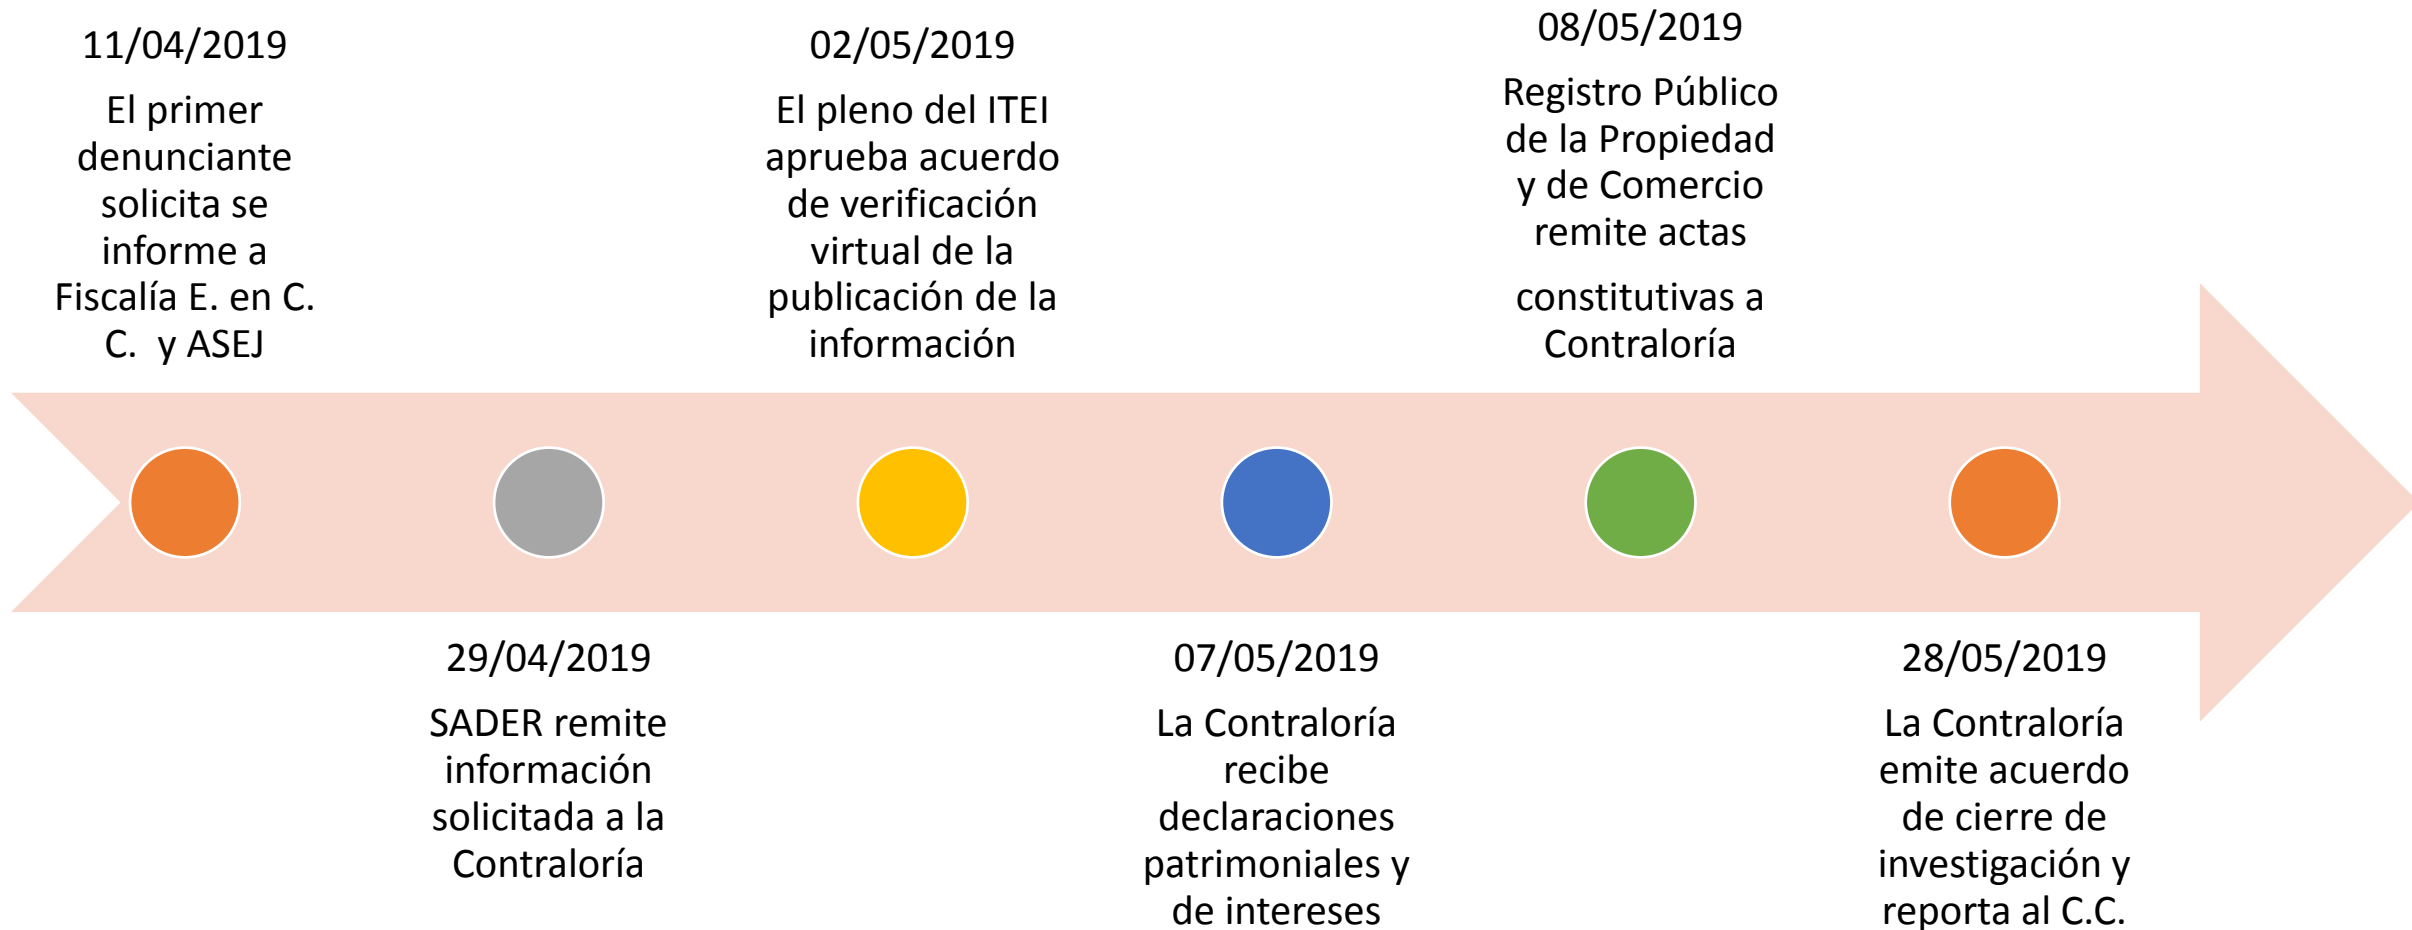 11/04/2019
El primer
denunciante
solicita se
informe a
Fiscalía E. en C.
C. y ASEJ
29/04/2019
SADER remite
información
solicitada a la
Contraloría
02/05/2019
El pleno del ITEI
aprueba acuerdo
de verificación
virtual de la
publicación de la
información
07/05/2019
La Contraloría
recibe
declaraciones
patrimoniales y
de intereses
08/05/2019
Registro Público
de la Propiedad
y de Comercio
remite actas
constitutivas a
Contraloría
28/05/2019
La Contraloría
emite acuerdo
de cierre de
investigación y
reporta al C.C.